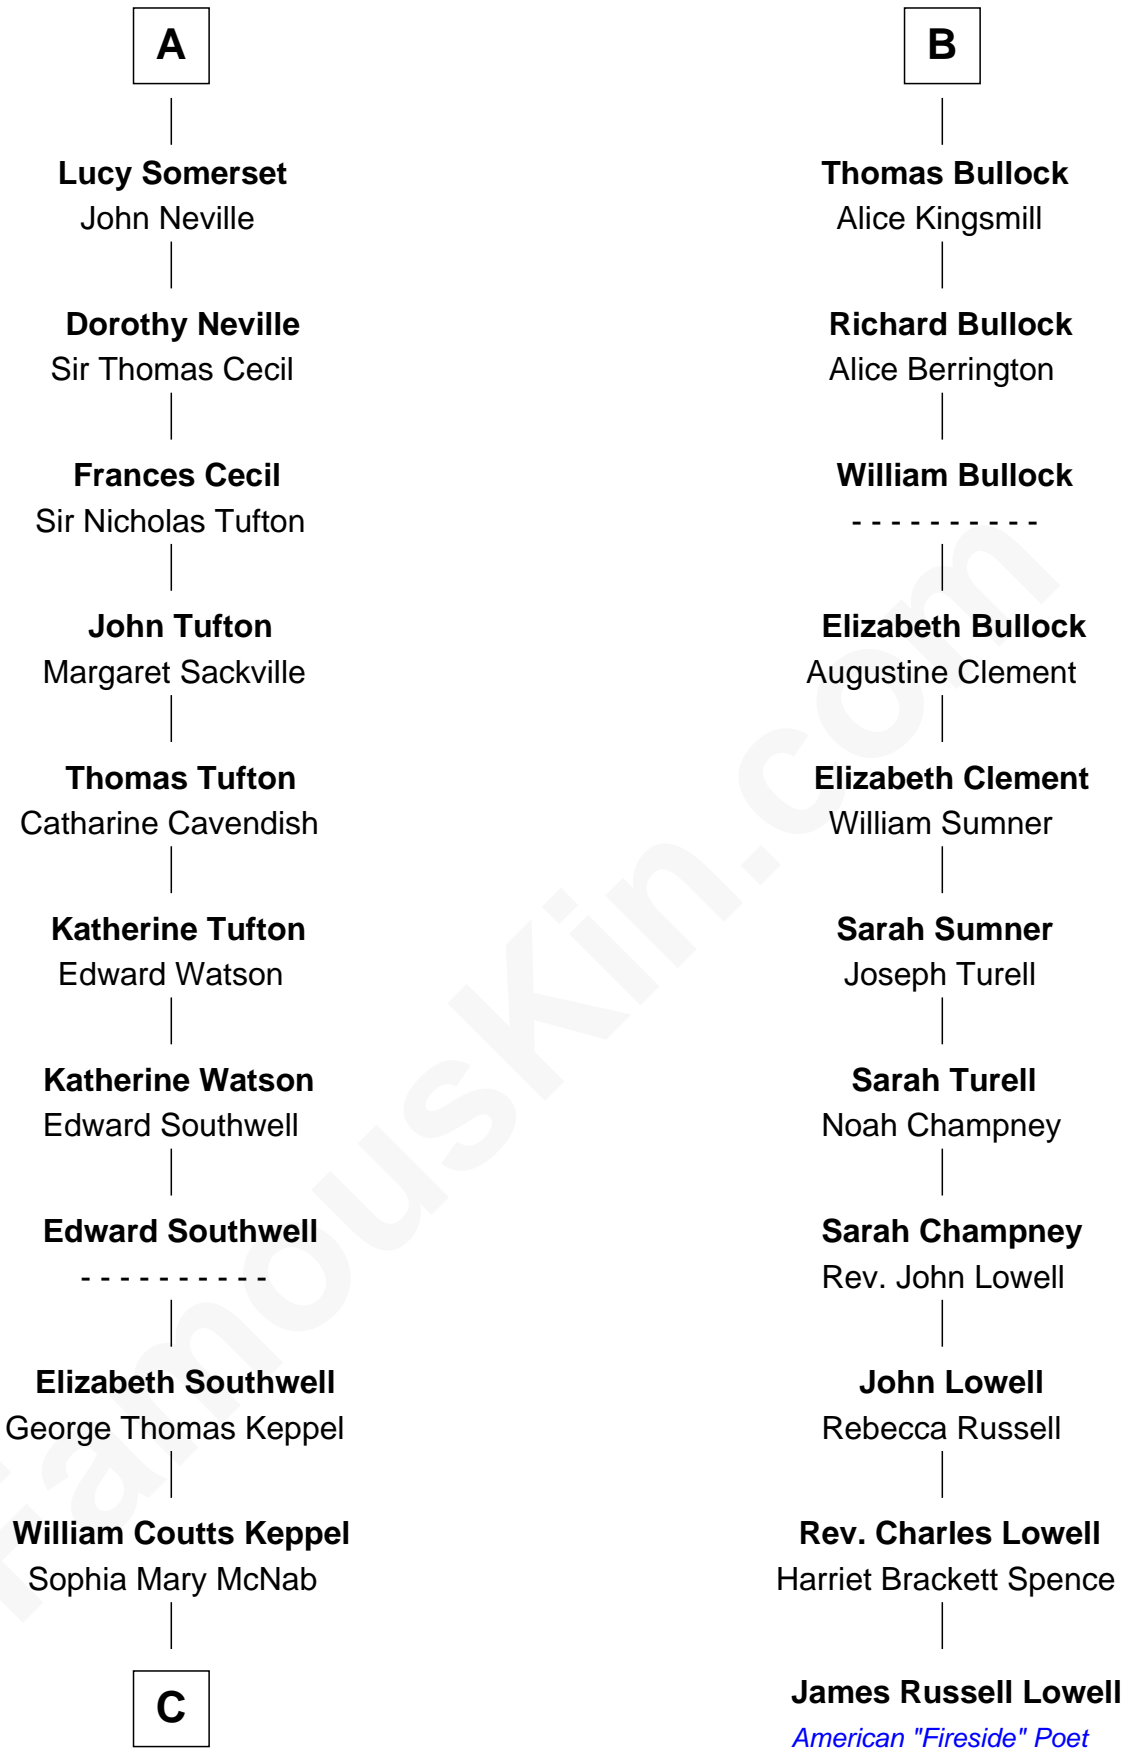 A
Lucy Somerset
John Neville
Dorothy Neville
Sir Thomas Cecil
Frances Cecil
Sir Nicholas Tufton
John Tufton
Margaret Sackville
Thomas Tufton
Catharine Cavendish
Katherine Tufton
Edward Watson
Katherine Watson
Edward Southwell
Edward Southwell
- - - - - - - - - -
Elizabeth Southwell
George Thomas Keppel
William Coutts Keppel
Sophia Mary McNab
C
B
Thomas Bullock
Alice Kingsmill
Richard Bullock
Alice Berrington
William Bullock
- - - - - - - - - -
Elizabeth Bullock
Augustine Clement
Elizabeth Clement
William Sumner
Sarah Sumner
Joseph Turell
Sarah Turell
Noah Champney
Sarah Champney
Rev. John Lowell
John Lowell
Rebecca Russell
Rev. Charles Lowell
Harriet Brackett Spence
James Russell Lowell
American "Fireside" Poet
FamousKin.com